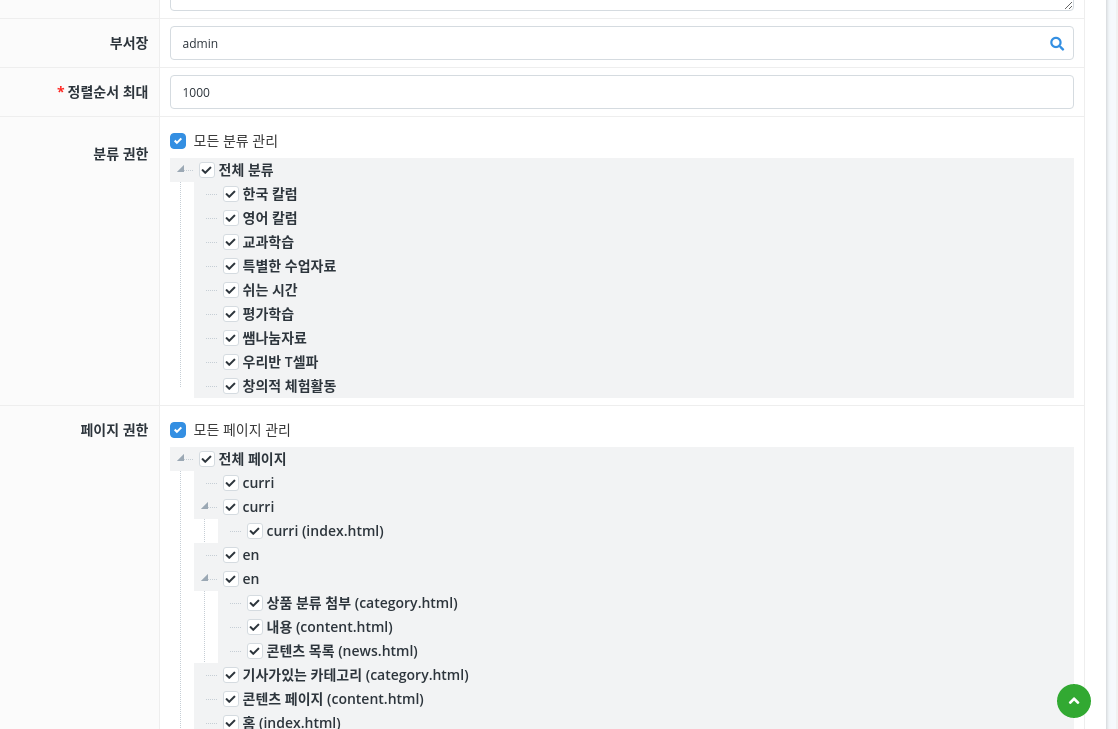 부서장
admin
* 정렬순서 최대
1000
분류 권한
모든 분류 관리
전체 분류
한국 칼럼
영어 칼럼
교과학습
특별한 수업자료
쉬는 시간
평가학습
쌤나눔자료
우리반 T셀파
창의적 체험활동
페이지 권한
모든 페이지 관리
전체 페이지
curri
curri
curri (index.html)
en
en
상품 분류 첨부 (category.html)
내용 (content.html)
콘텐츠 목록 (news.html)
기사가있는 카테고리 (category.html)
콘텐츠 페이지 (content.html)
홈 (index.html)